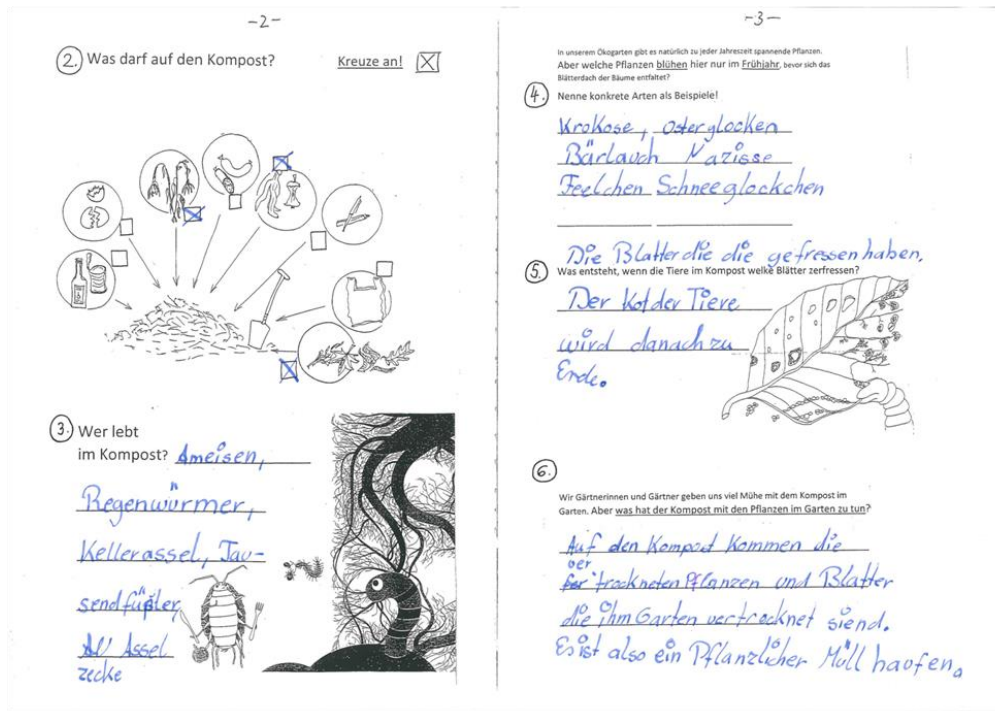 -2-
2. Was darf auf den Kompost? Kreuze an!
3. Wer lebt
im Kompost? Ameisen,
Regenwürmer,
Kellerassel, Tau-
sendfüßler,
Assel
zecke
-3-
In unserem Ökogarten gibt es natürlich zu jeder Jahreszeit spannende Pflanzen.
Aber welche Pflanzen blühen hier nur im Frühjahr, bevor sich das
Blätterdach der Bäume entfaltet?
4. Nenne konkrete Arten als Beispiele!
Krokose, Osterglocken
Bärlauch Nazisse
Feelchen Schneeglockchen
Die Blatter die die gefressen haben.
5. Was entsteht, wenn die Tiere im Kompost welke Blätter zerfressen?
Der Kot der Tiere
wird danach zu
Erde.
6.
Wir Gärtnerinnen und Gärtner geben uns viel Mühe mit dem Kompost im
Garten. Aber was hat der Kompost mit den Pflanzen im Garten zu tun?
Auf den Kompost kommen die
ver trockneten Pflanzen und Blatter
die ihm Garten vertrocknet siend.
Es ist also ein Pflanzlicher Müll haufen.